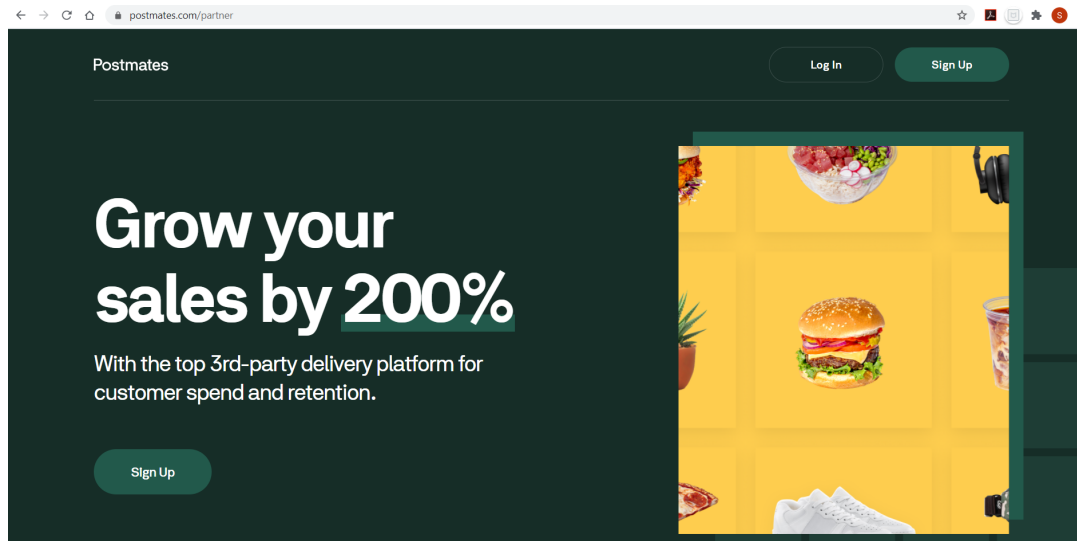 postmates.com/partner
S
Postmates
Log In
Sign Up
Grow your
sales by 200%
With the top 3rd-party delivery platform for
customer spend and retention.
Sign Up